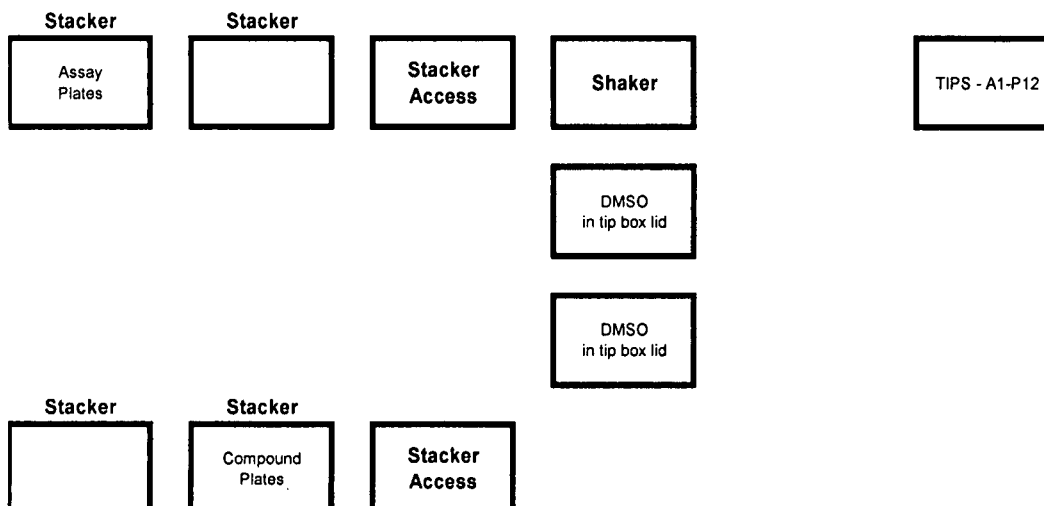 Stacker
Stacker
Assay
Plates
Stacker
Access
Shaker
TIPS - A1-P12
DMSO
in tip box lid
DMSO
in tip box lid
Stacker
Stacker
Compound
Plates
Stacker
Access